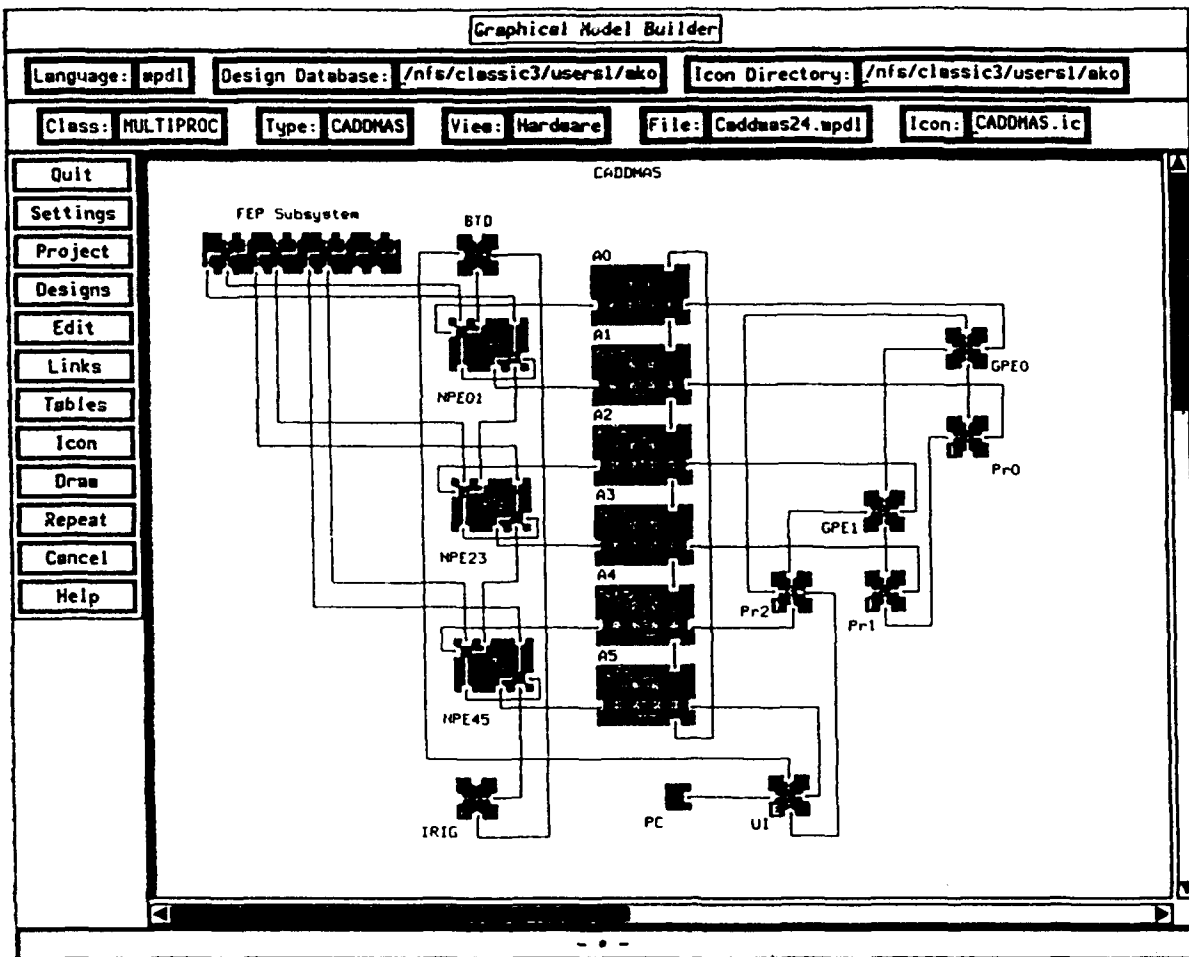 Graphical Model Builder
Language: mpdl Design Database: /nfs/classic3/users1/ako Icon Directory: /nfs/classic3/users1/ako
Class: MULTIPROC Type: CADDMAS View: Hardware File: Caddmas24.mpdl Icon: CADDMAS.ic
Quit
Settings
Project
Designs
Edit
Links
Tables
Icon
Draw
Repeat
Cancel
Help
CADDMAS
FEP Subsystem
BTD
A0
A1
GPE0
NPE01
A2
Pr0
A3
GPE1
NPE23
A4
Pr2
Pr1
A5
NPE45
IRIG
PC
UI